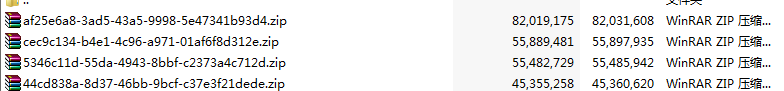 ..
af25e6a8-3ad5-43a5-9998-5e47341b93d4.zip 82,019,175 82,031,608 WinRAR ZIP 压缩...
cec9c134-b4e1-4c96-a971-01af6f8d312e.zip 55,889,481 55,897,935 WinRAR ZIP 压缩...
5346c11d-55da-4943-8bbf-c2373a4c712d.zip 55,482,729 55,485,942 WinRAR ZIP 压缩...
44cd838a-8d37-46bb-9bcf-c37e3f21dede.zip 45,355,258 45,360,620 WinRAR ZIP 压缩...